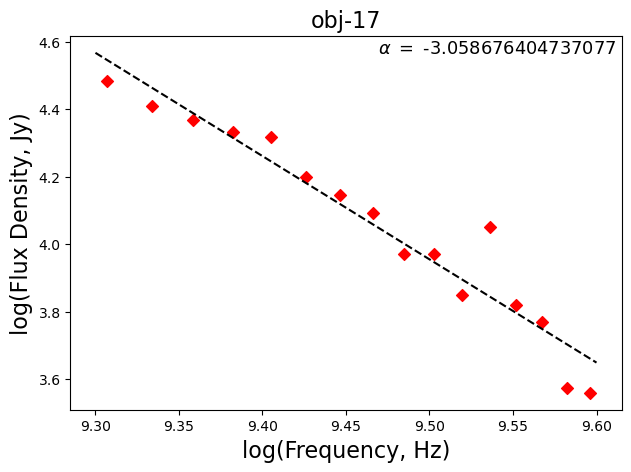 obj-17
α = -3.058676404737077
log(Flux Density, Jy)
4.6
4.4
4.2
4.0
3.8
3.6
9.30 9.35 9.40 9.45 9.50 9.55 9.60
log(Frequency, Hz)